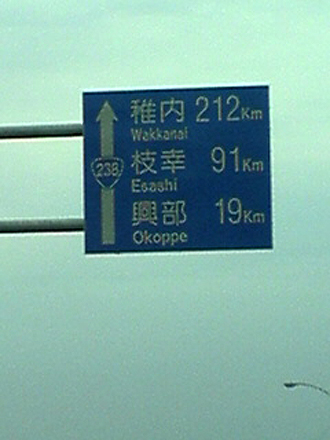 稚内 212Km
Wakkanai
238
枝幸 91Km
Esashi
興部 19Km
Okoppe